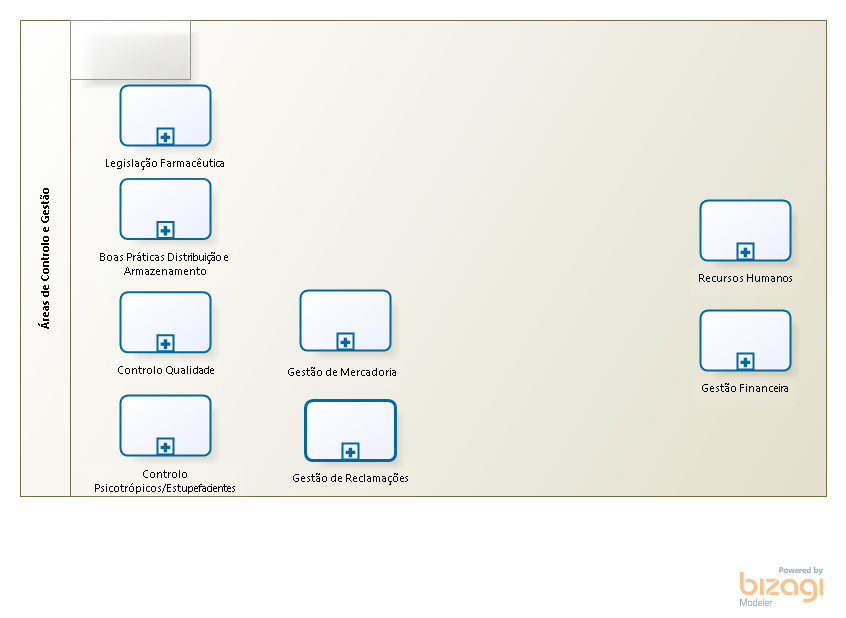 Áreas de Controlo e Gestão
Legislação Farmacêutica
Boas Práticas Distribuição e
Armazenamento
Controlo Qualidade
Controlo
Psicotrópicos/Estupefacientes
Gestão de Mercadoria
Gestão de Reclamações
Recursos Humanos
Gestão Financeira
Powered by
bizagi
Modeler